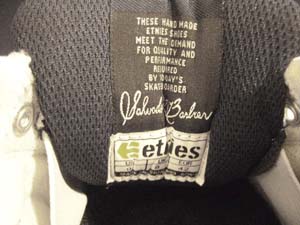 THESE HAND MADE
ETNIES SHOES
MEET THE DEMAND
FOR QUALITY AND
PERFORMANCE
REQUIRED
BY TODAY'S
SKATEBOARDER
etnies